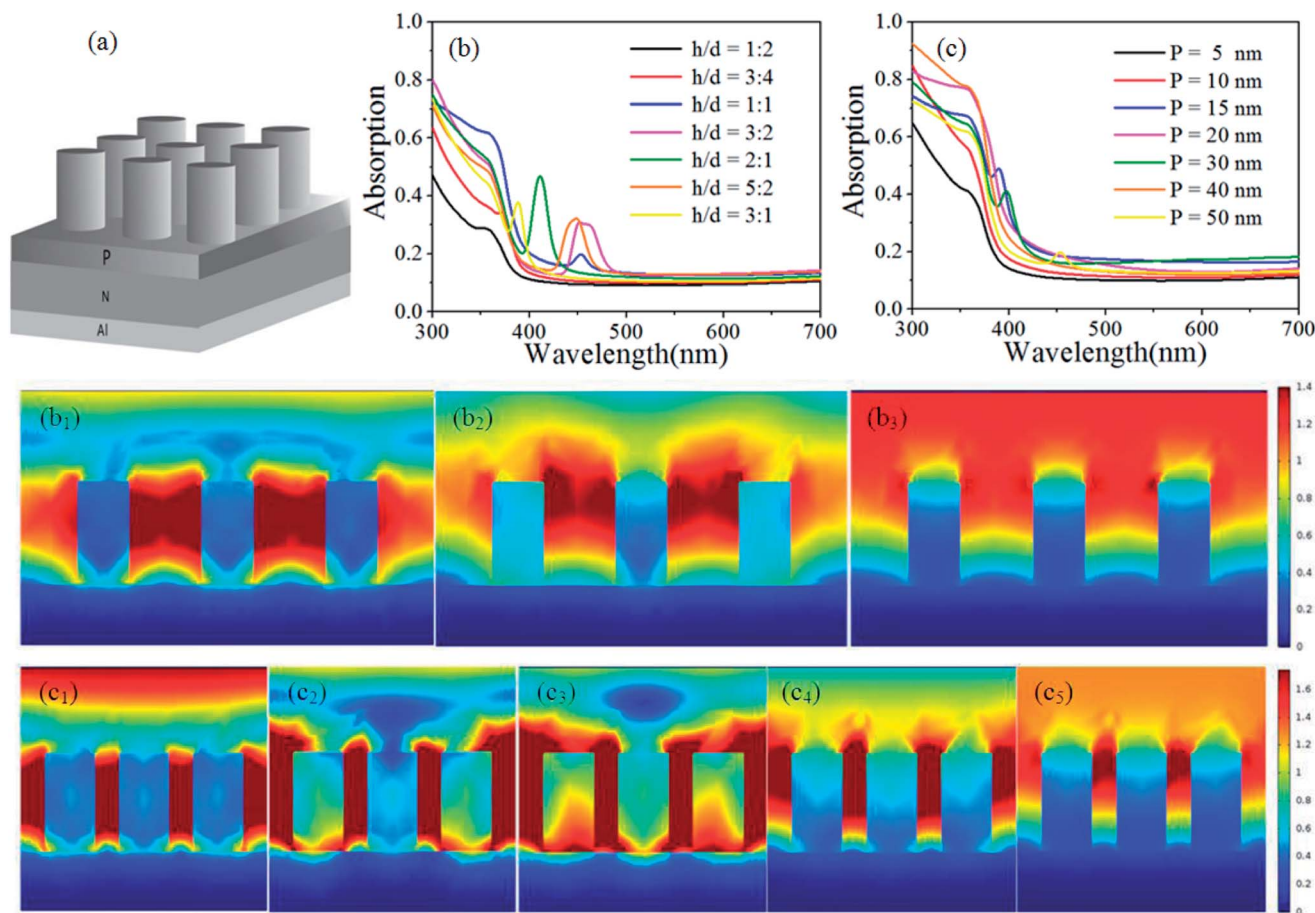 (a)
P
N
Al
(b)
Absorption
1.0
0.8
0.6
0.4
0.2
0.0
300
400
500
600
700
Wavelength(nm)
h/d = 1:2
h/d = 3:4
h/d = 1:1
h/d = 3:2
h/d = 2:1
h/d = 5:2
h/d = 3:1
(c)
Absorption
1.0
0.8
0.6
0.4
0.2
0.0
300
400
500
600
700
Wavelength(nm)
P = 5 nm
P = 10 nm
P = 15 nm
P = 20 nm
P = 30 nm
P = 40 nm
P = 50 nm
(b₁)
(b₂)
(b₃)
1.4
1.2
1
0.8
0.6
0.4
0.2
0
(c₁)
(c₂)
(c₃)
(c₄)
(c₅)
1.6
1.4
1.2
1
0.8
0.6
0.4
0.2
0